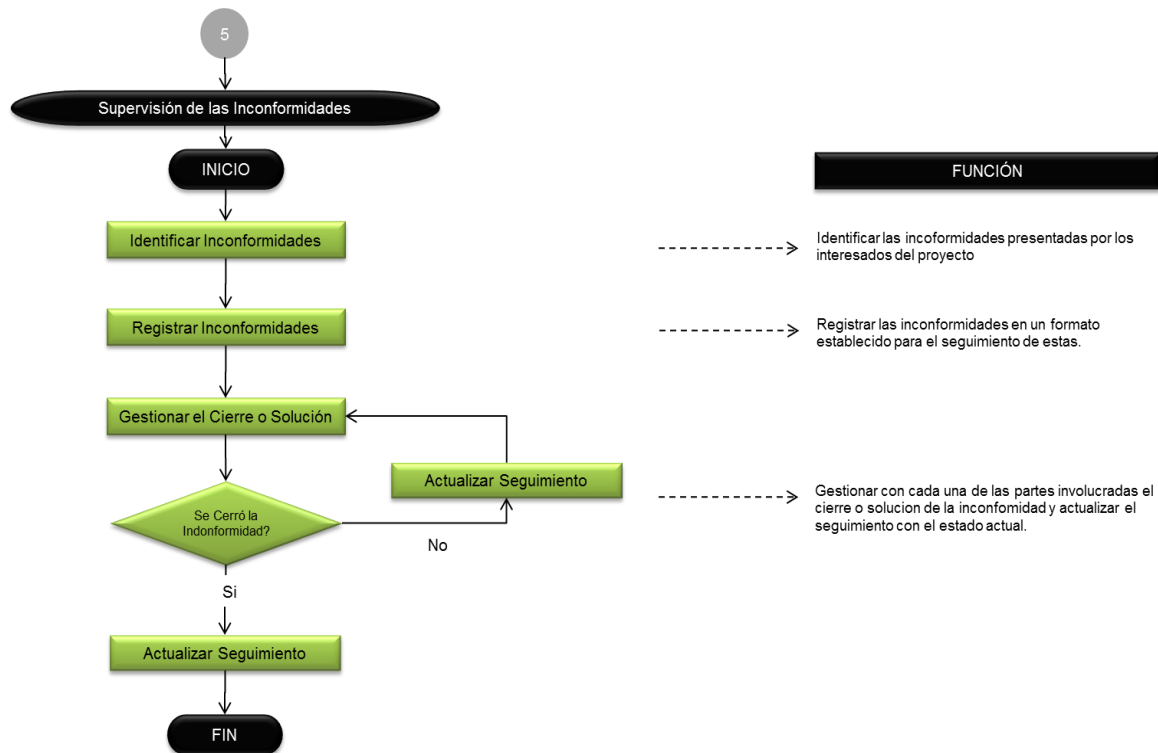 5
Supervisión de las Inconformidades
INICIO
FUNCIÓN
Identificar Inconformidades
Identificar las incoformidades presentadas por los
interesados del proyecto
Registrar Inconformidades
Registrar las inconformidades en un formato
establecido para el seguimiento de estas.
Gestionar el Cierre o Solución
Actualizar Seguimiento
Gestionar con cada una de las partes involucradas el
cierre o solucion de la inconfomidad y actualizar el
seguimiento con el estado actual.
Se Cerró la
Indonformidad?
No
Si
Actualizar Seguimiento
FIN